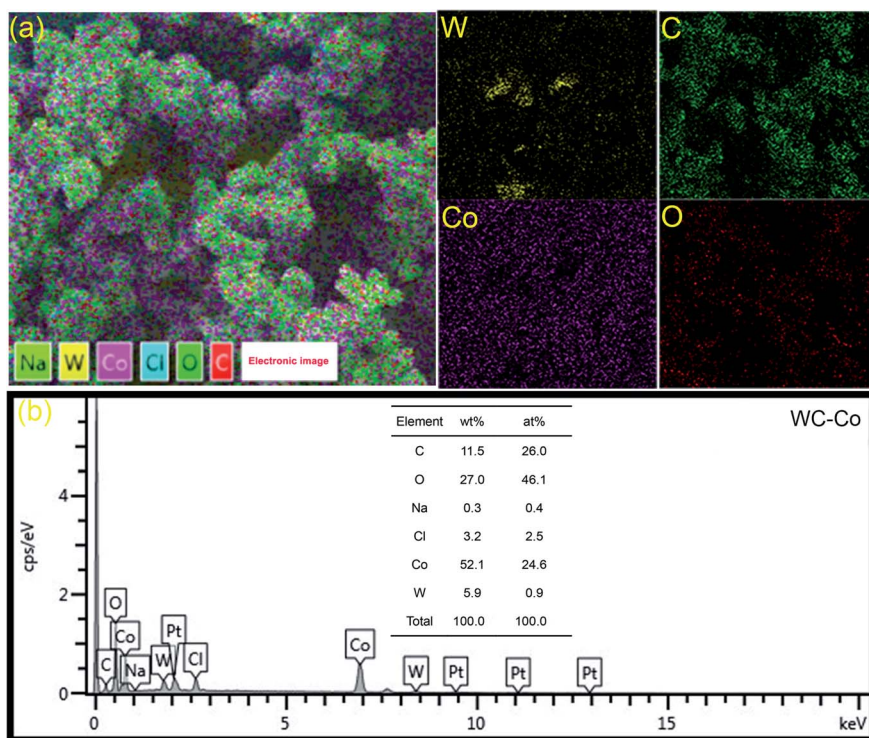 (a)
W
C
Co
O
Na W Co Cl O C Electronic image
(b)
WC-Co
Element wt% at%
C 11.5 26.0
O 27.0 46.1
Na 0.3 0.4
Cl 3.2 2.5
Co 52.1 24.6
W 5.9 0.9
Total 100.0 100.0
cps/eV
4
2
0
O
Co
C
Na
W
Pt
Cl
Co
W
Pt
Pt
Pt
0 5 10 15 keV